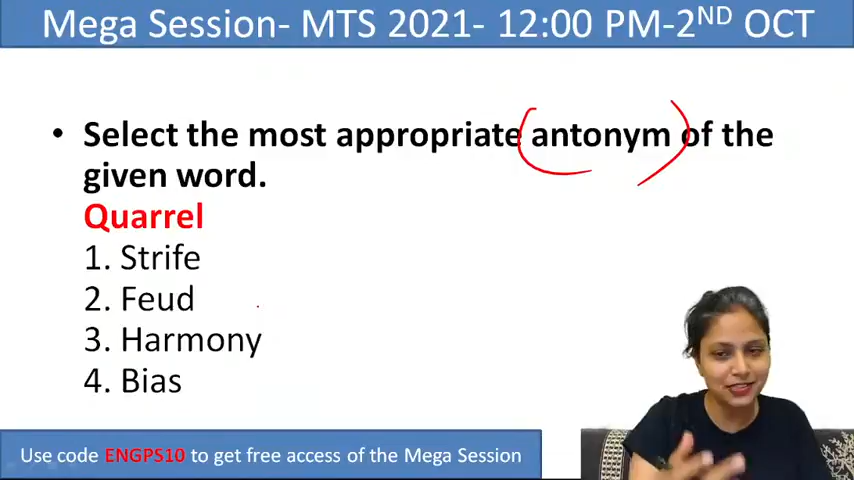 Mega Session- MTS 2021- 12:00 PM-2ND OCT
• Select the most appropriate antonym of the
given word.
Quarrel
1. Strife
2. Feud
3. Harmony
4. Bias
Use code ENGPS10 to get free access of the Mega Session